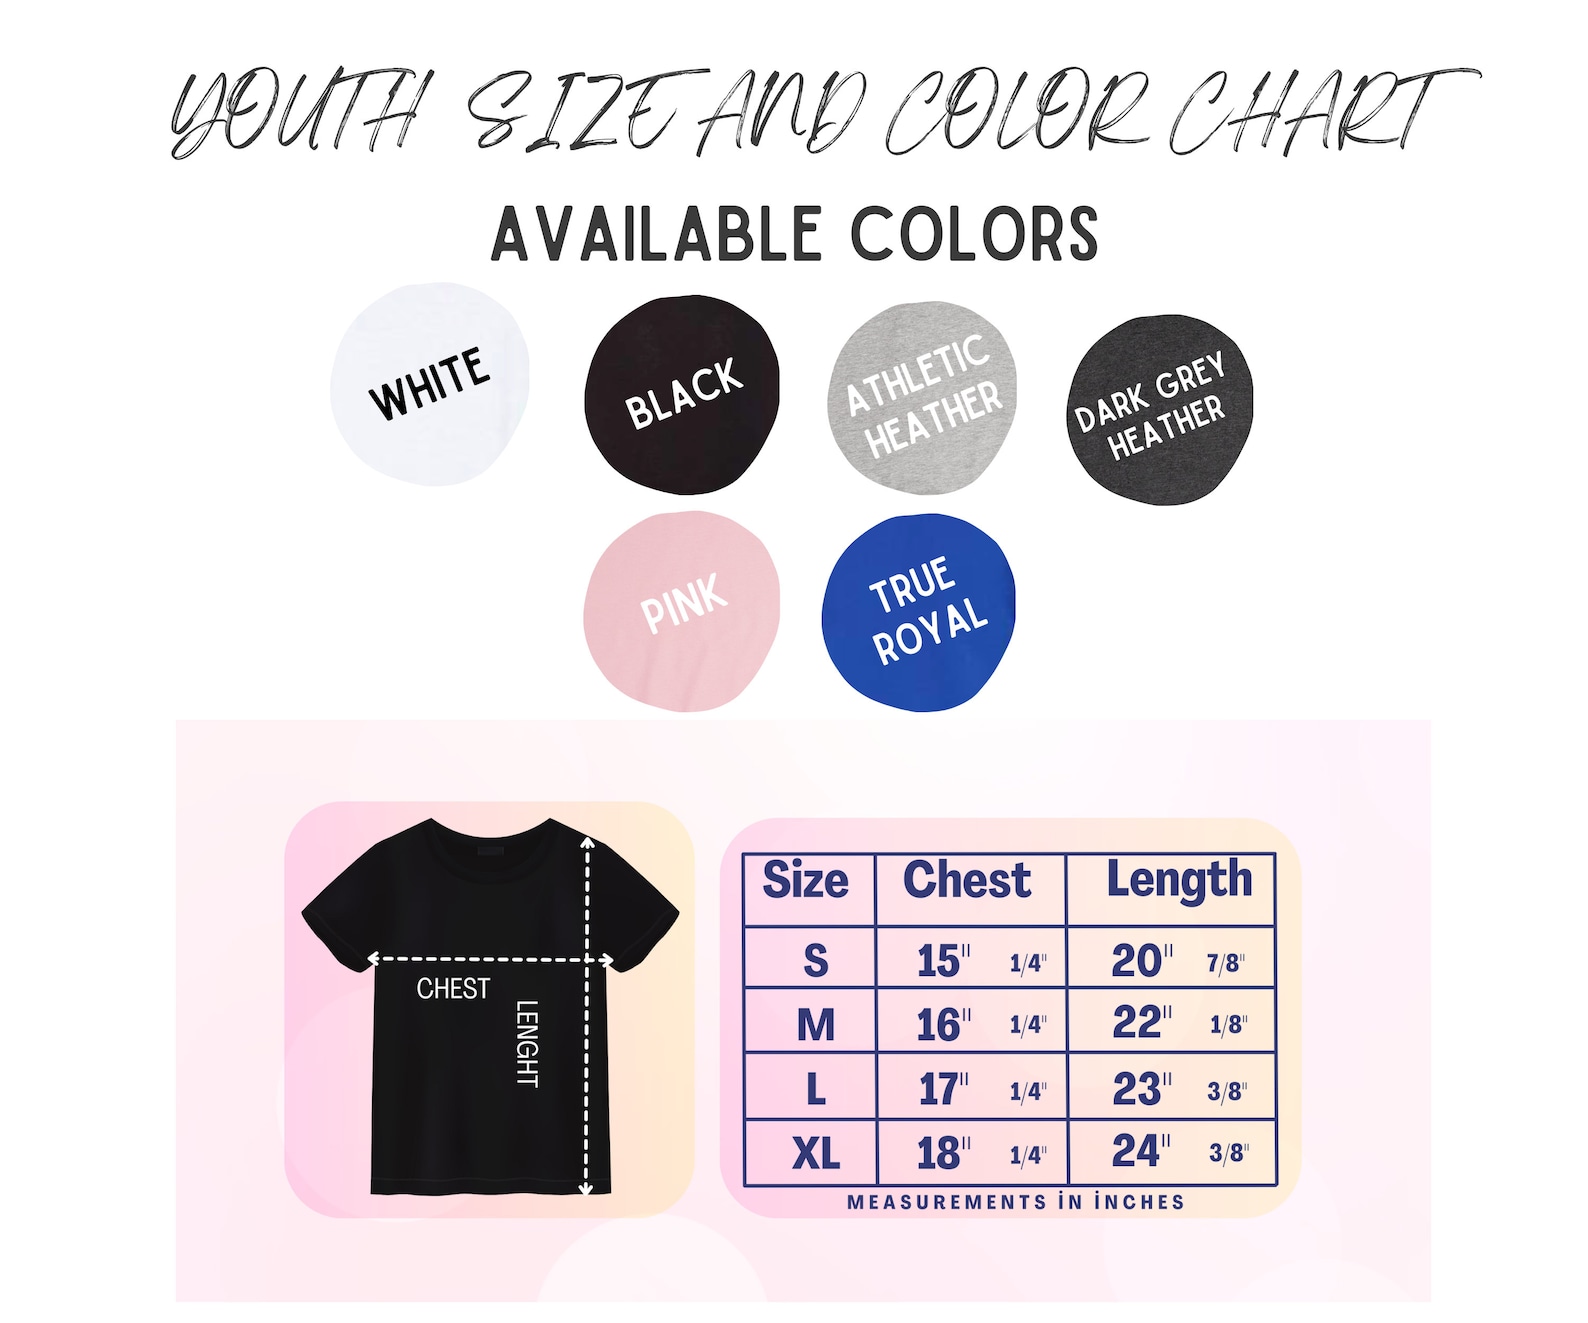 YOUTH SIZE AND COLOR CHART
AVAILABLE COLORS
WHITE
BLACK
ATHLETIC
HEATHER
DARK GREY
HEATHER
PINK
TRUE
ROYAL
CHEST
LENGHT
Size Chest Length
S 15" 1/4" 20" 7/8"
M 16" 1/4" 22" 1/8"
L 17" 1/4" 23" 3/8"
XL 18" 1/4" 24" 3/8"
MEASUREMENTS İN İNCHES